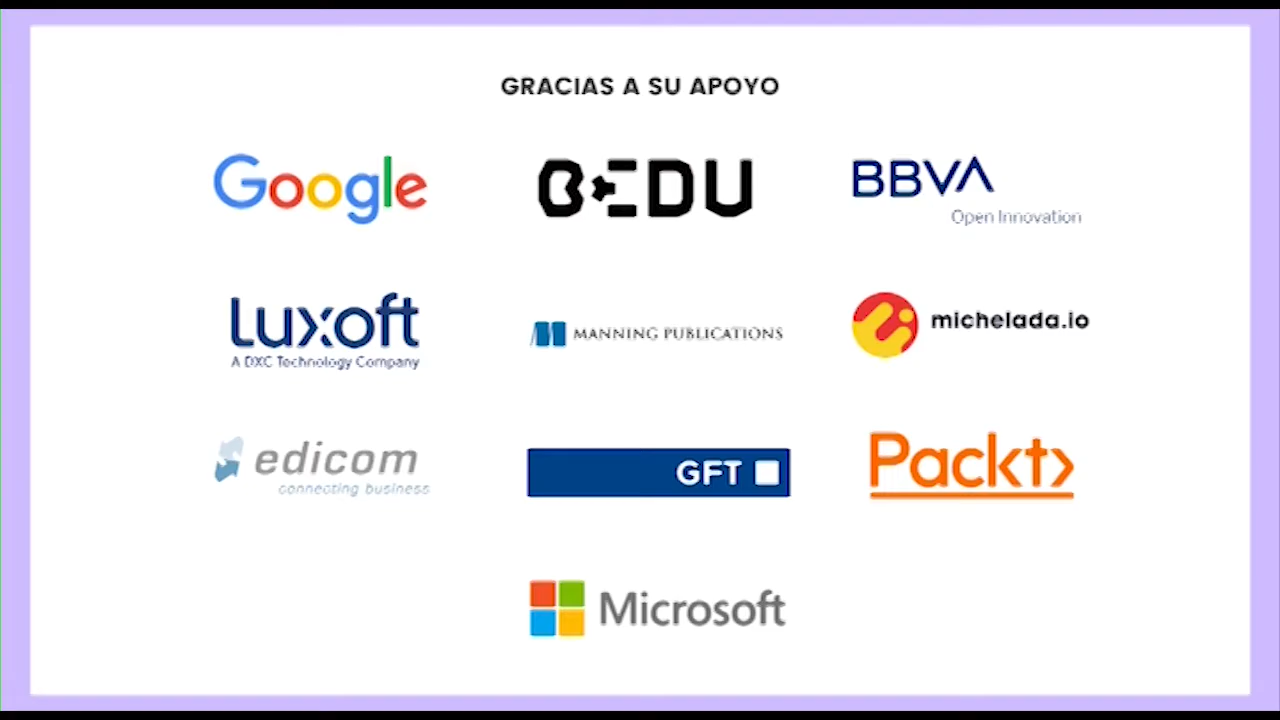 GRACIAS A SU APOYO
Google
BEDU
BBVA
Open Innovation
Luxoft
A DXC Technology Company
MANNING PUBLICATIONS
michelada.io
edicom
connecting business
GFT
Packt>
Microsoft